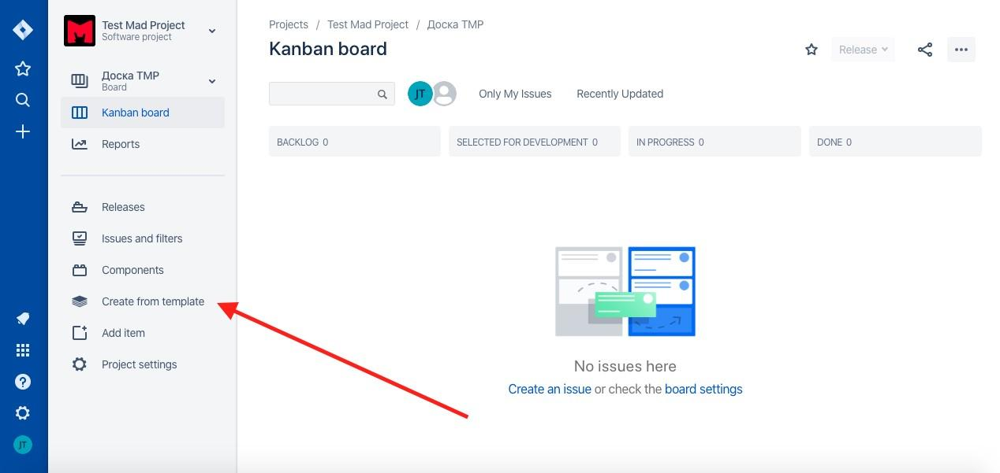 Test Mad Project
Software project
Доска TMP
Board
Kanban board
Reports
Releases
Issues and filters
Components
Create from template
Add item
Project settings
JT
Projects / Test Mad Project / Доска TMP
Kanban board
Release
JT
Only My Issues
Recently Updated
BACKLOG 0
SELECTED FOR DEVELOPMENT 0
IN PROGRESS 0
DONE 0
No issues here
Create an issue or check the board settings